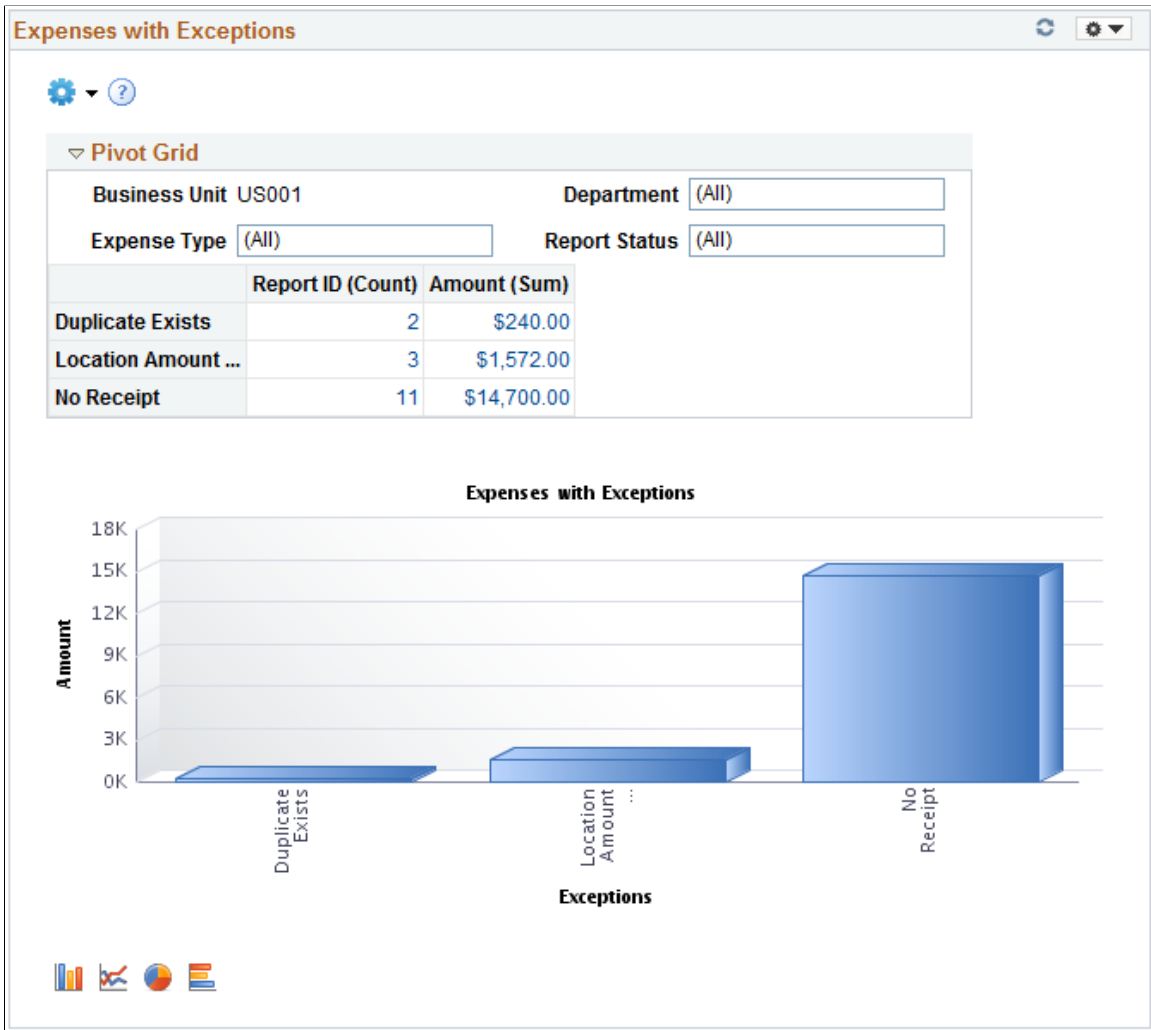 Expenses with Exceptions
?
Pivot Grid
Business Unit US001 Department (All)
Expense Type (All) Report Status (All)
Report ID (Count) Amount (Sum)
Duplicate Exists 2 $240.00
Location Amount ... 3 $1,572.00
No Receipt 11 $14,700.00
Expenses with Exceptions
18K
15K
12K
9K
6K
3K
0K
Amount
Duplicate
Exists
Location
Amount
...
No
Receipt
Exceptions